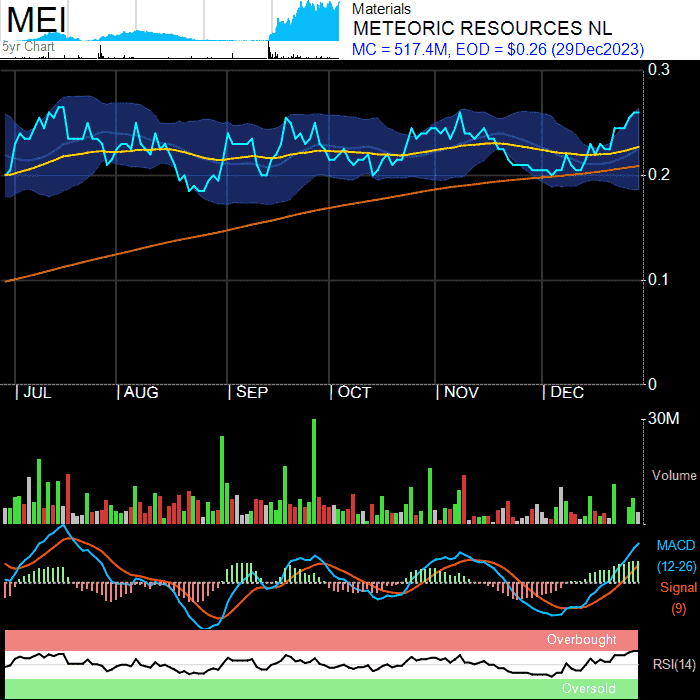 MEI
5yr Chart
Materials
METEORIC RESOURCES NL
MC = 517.4M, EOD = $0.26 (29Dec2023)
0.3
0.2
0.1
0
JUL AUG SEP OCT NOV DEC
30M
Volume
MACD
(12-26)
Signal
(9)
Overbought
RSI(14)
Oversold